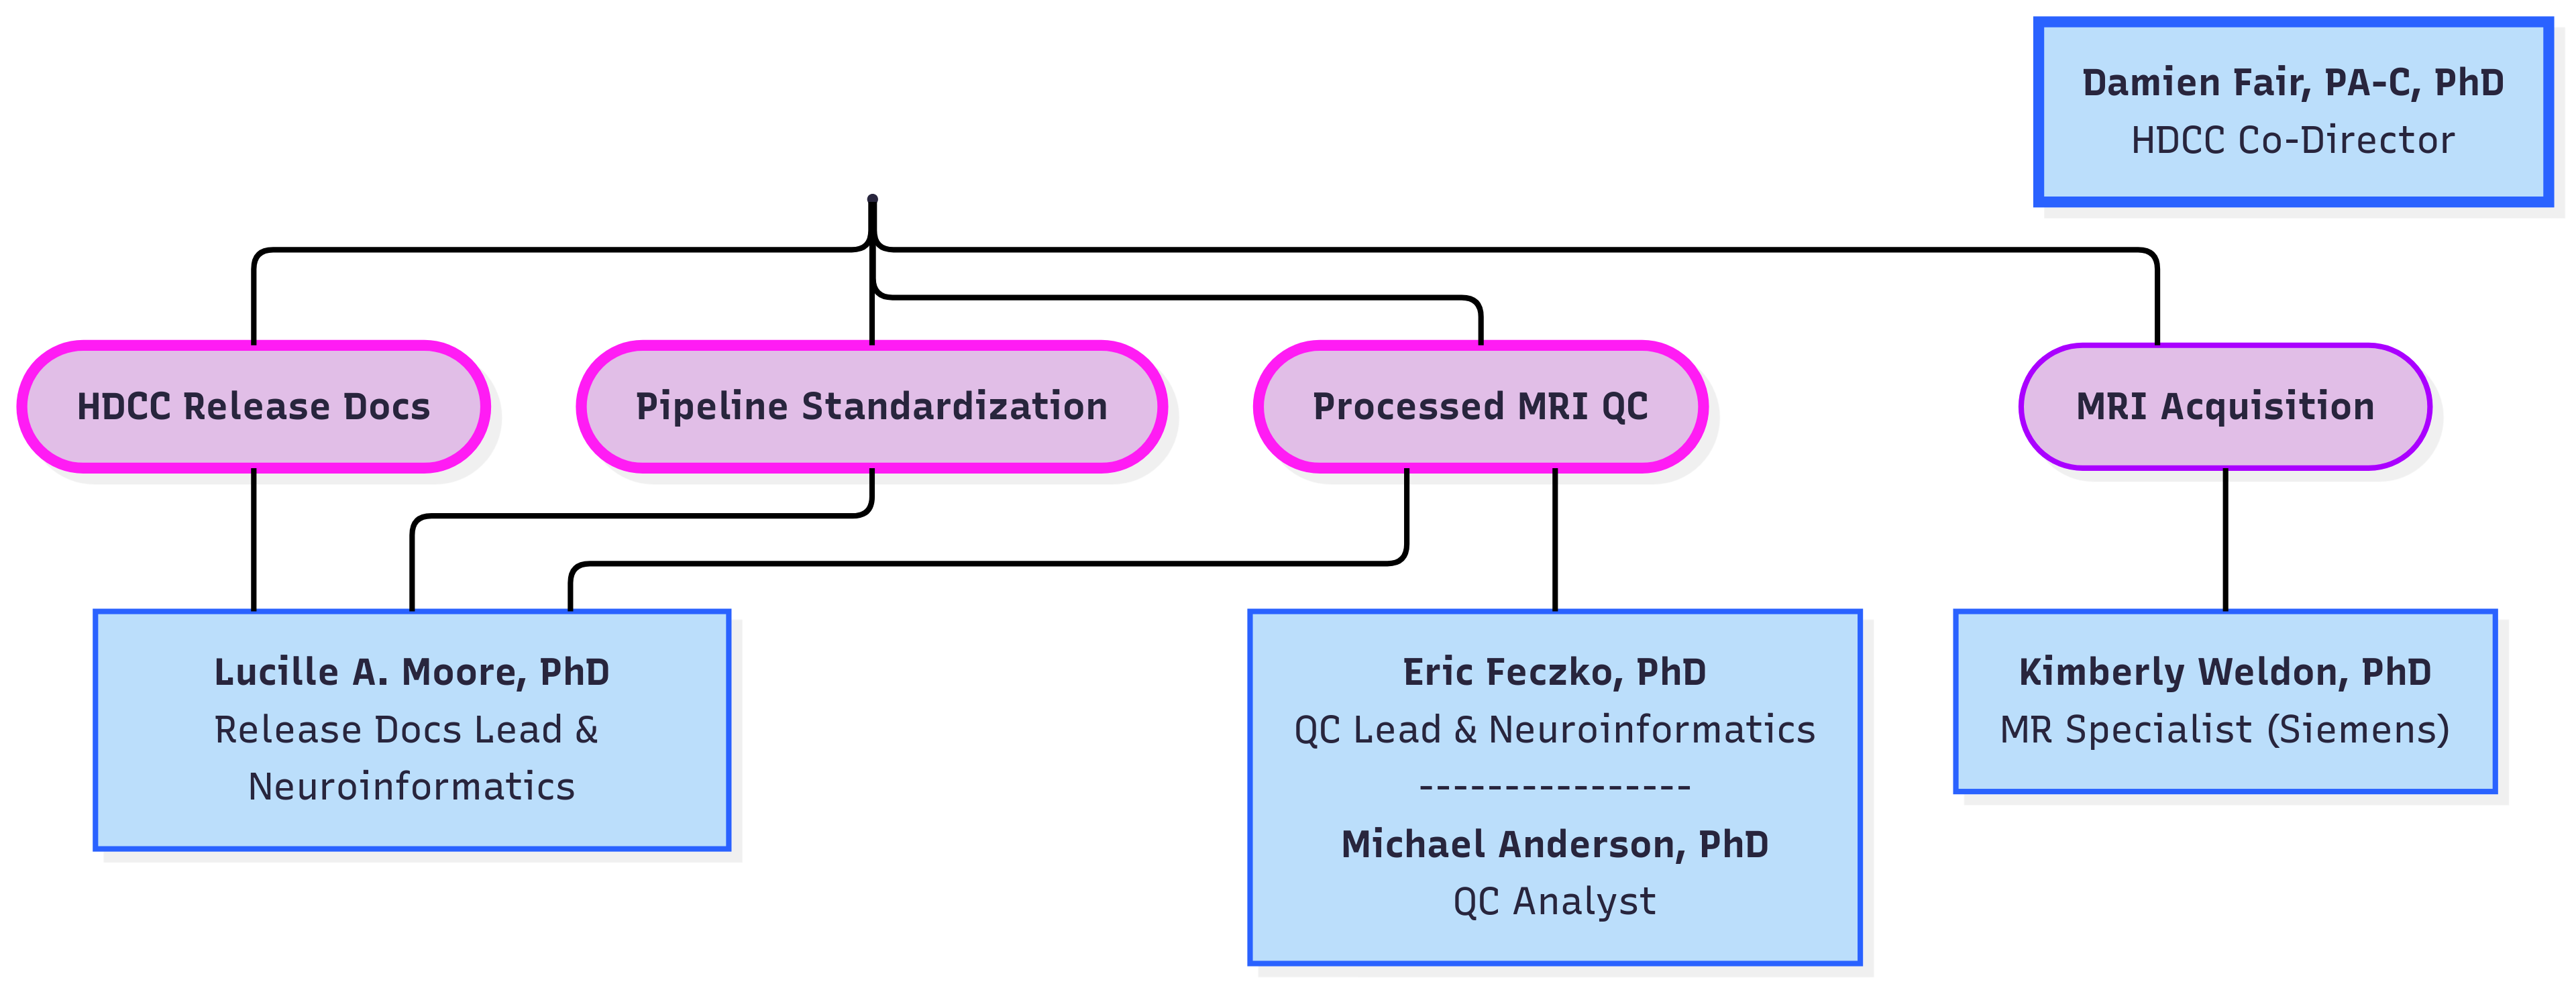 Damien Fair, PA-C, PhD
HDCC Co-Director
HDCC Release Docs
Pipeline Standardization
Processed MRI QC
MRI Acquisition
Lucille A. Moore, PhD
Release Docs Lead &
Neuroinformatics
Eric Feczko, PhD
QC Lead & Neuroinformatics
----------------
Michael Anderson, PhD
QC Analyst
Kimberly Weldon, PhD
MR Specialist (Siemens)